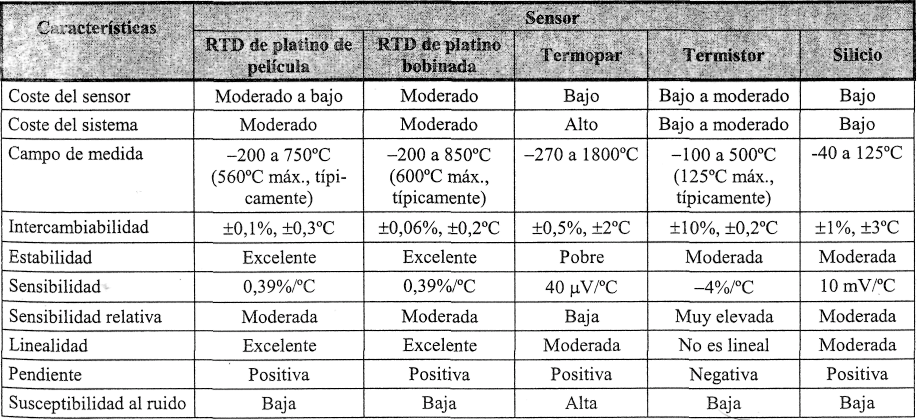 Características
Sensor
RTD de platino de película
RTD de platino bobinada
Termopar
Termistor
Silicio
Coste del sensor Moderado a bajo Moderado Bajo Bajo a moderado Bajo
Coste del sistema Moderado Moderado Alto Bajo a moderado Bajo
Campo de medida –200 a 750ºC –200 a 850ºC –270 a 1800ºC –100 a 500ºC -40 a 125ºC
(560ºC máx., típi- (600ºC máx., (125ºC máx.,
camente) típicamente) típicamente)
Intercambiabilidad ±0,1%, ±0,3ºC ±0,06%, ±0,2ºC ±0,5%, ±2ºC ±10%, ±0,2ºC ±1%, ±3ºC
Estabilidad Excelente Excelente Pobre Moderada Moderada
Sensibilidad 0,39%/ºC 0,39%/ºC 40 µV/ºC –4%/ºC 10 mV/ºC
Sensibilidad relativa Moderada Moderada Baja Muy elevada Moderada
Linealidad Excelente Excelente Moderada No es lineal Moderada
Pendiente Positiva Positiva Positiva Negativa Positiva
Susceptibilidad al ruido Baja Baja Alta Baja Baja